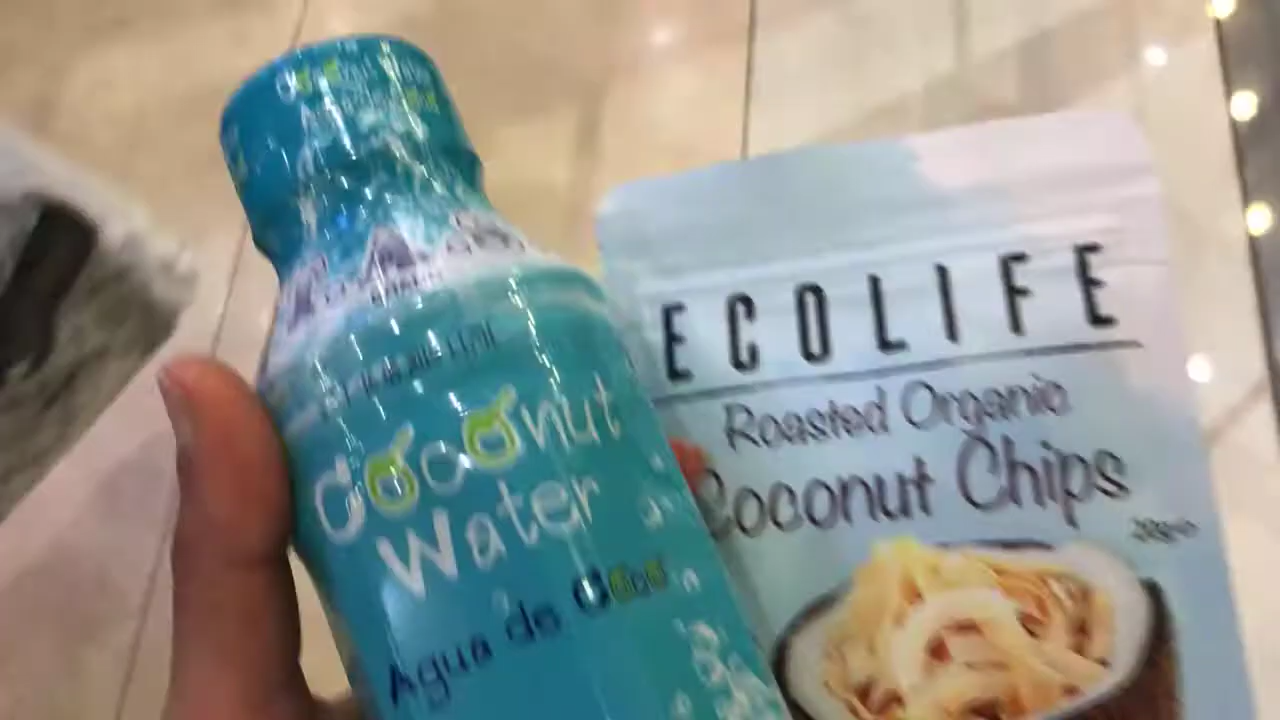 Coconut
Water
Agua de Coco
ECOLIFE
Roasted Organic
Coconut Chips